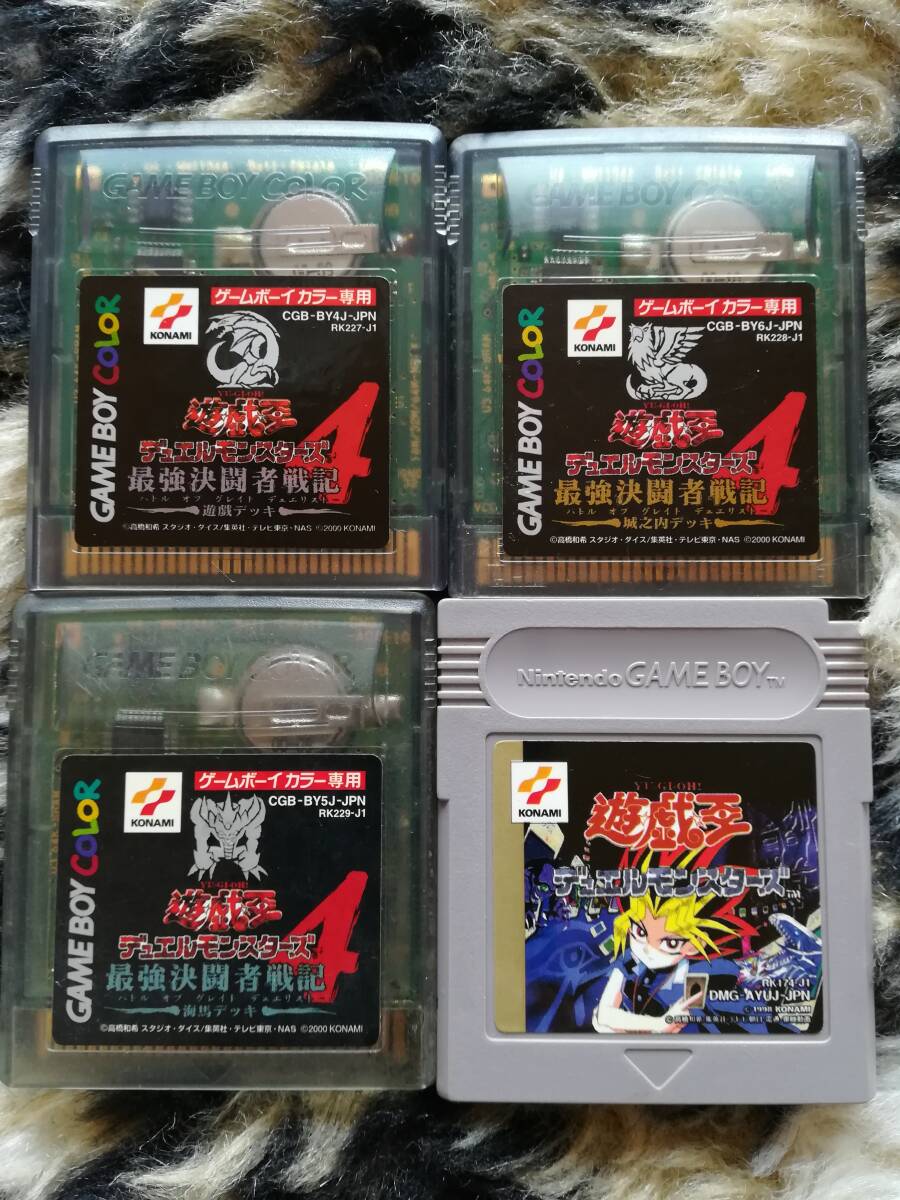 GAME BOY COLOR
KONAMI
ゲームボーイカラー専用
CGB-BY4J-JPN
RK227-J1
GAME BOY COLOR
YU-GI-OH!
遊戯王
デュエルモンスターズ4
最強決闘者戦記
バトル オブ グレイト デュエリスト
遊戯デッキ
©高橋和希 スタジオ・ダイス/集英社・テレビ東京・NAS ©2000 KONAMI
GAME BOY COLOR
KONAMI
ゲームボーイカラー専用
CGB-BY6J-JPN
RK228-J1
GAME BOY COLOR
YU-GI-OH!
遊戯王
デュエルモンスターズ4
最強決闘者戦記
バトル オブ グレイト デュエリスト
城之内デッキ
©高橋和希 スタジオ・ダイス/集英社・テレビ東京・NAS ©2000 KONAMI
GAME BOY COLOR
KONAMI
ゲームボーイカラー専用
CGB-BY5J-JPN
RK229-J1
GAME BOY COLOR
YU-GI-OH!
遊戯王
デュエルモンスターズ4
最強決闘者戦記
バトル オブ グレイト デュエリスト
海馬デッキ
©高橋和希 スタジオ・ダイス/集英社・テレビ東京・NAS ©2000 KONAMI
Nintendo GAME BOY™
KONAMI
YU-GI-OH!
遊戯王
デュエルモンスターズ™
RK174-J1
DMG-AYUJ-JPN
©1998 KONAMI